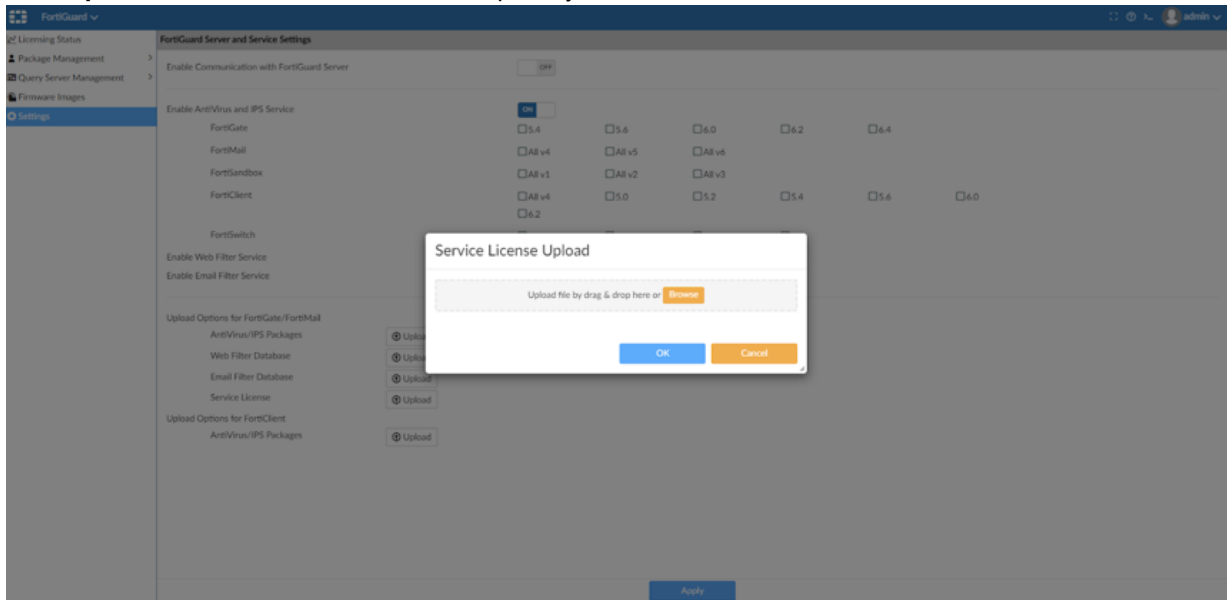 FortiGuard
admin
Licensing Status
Package Management
Query Server Management
Firmware Images
Settings
FortiGuard Server and Service Settings
Enable Communication with FortiGuard Server OFF
Enable AntiVirus and IPS Service ON
FortiGate 5.4 5.6 6.0 6.2 6.4
FortiMail All v4 All v5 All v6
FortiSandbox All v1 All v2 All v3
FortiClient All v4 5.0 5.2 5.4 5.6 6.0
6.2
FortiSwitch
Enable Web Filter Service
Enable Email Filter Service
Service License Upload
Upload file by drag & drop here or Browse
OK Cancel
Upload Options for FortiGate/FortiMail
AntiVirus/IPS Packages
Web Filter Database
Email Filter Database Upload
Service License Upload
Upload Options for FortiClient
AntiVirus/IPS Packages Upload
Apply